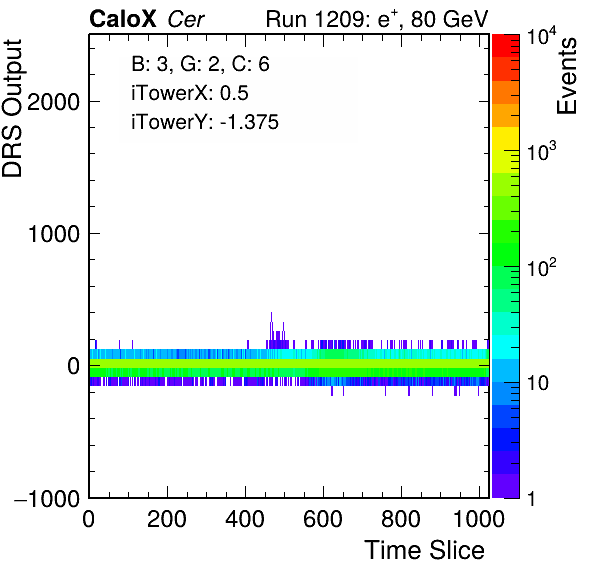 CaloX Cer Run 1209: e⁺, 80 GeV
B: 3, G: 2, C: 6
iTowerX: 0.5
iTowerY: -1.375
DRS Output
2000
1000
0
−1000
0 200 400 600 800 1000
Time Slice
10⁴
10³
10²
10
1
Events